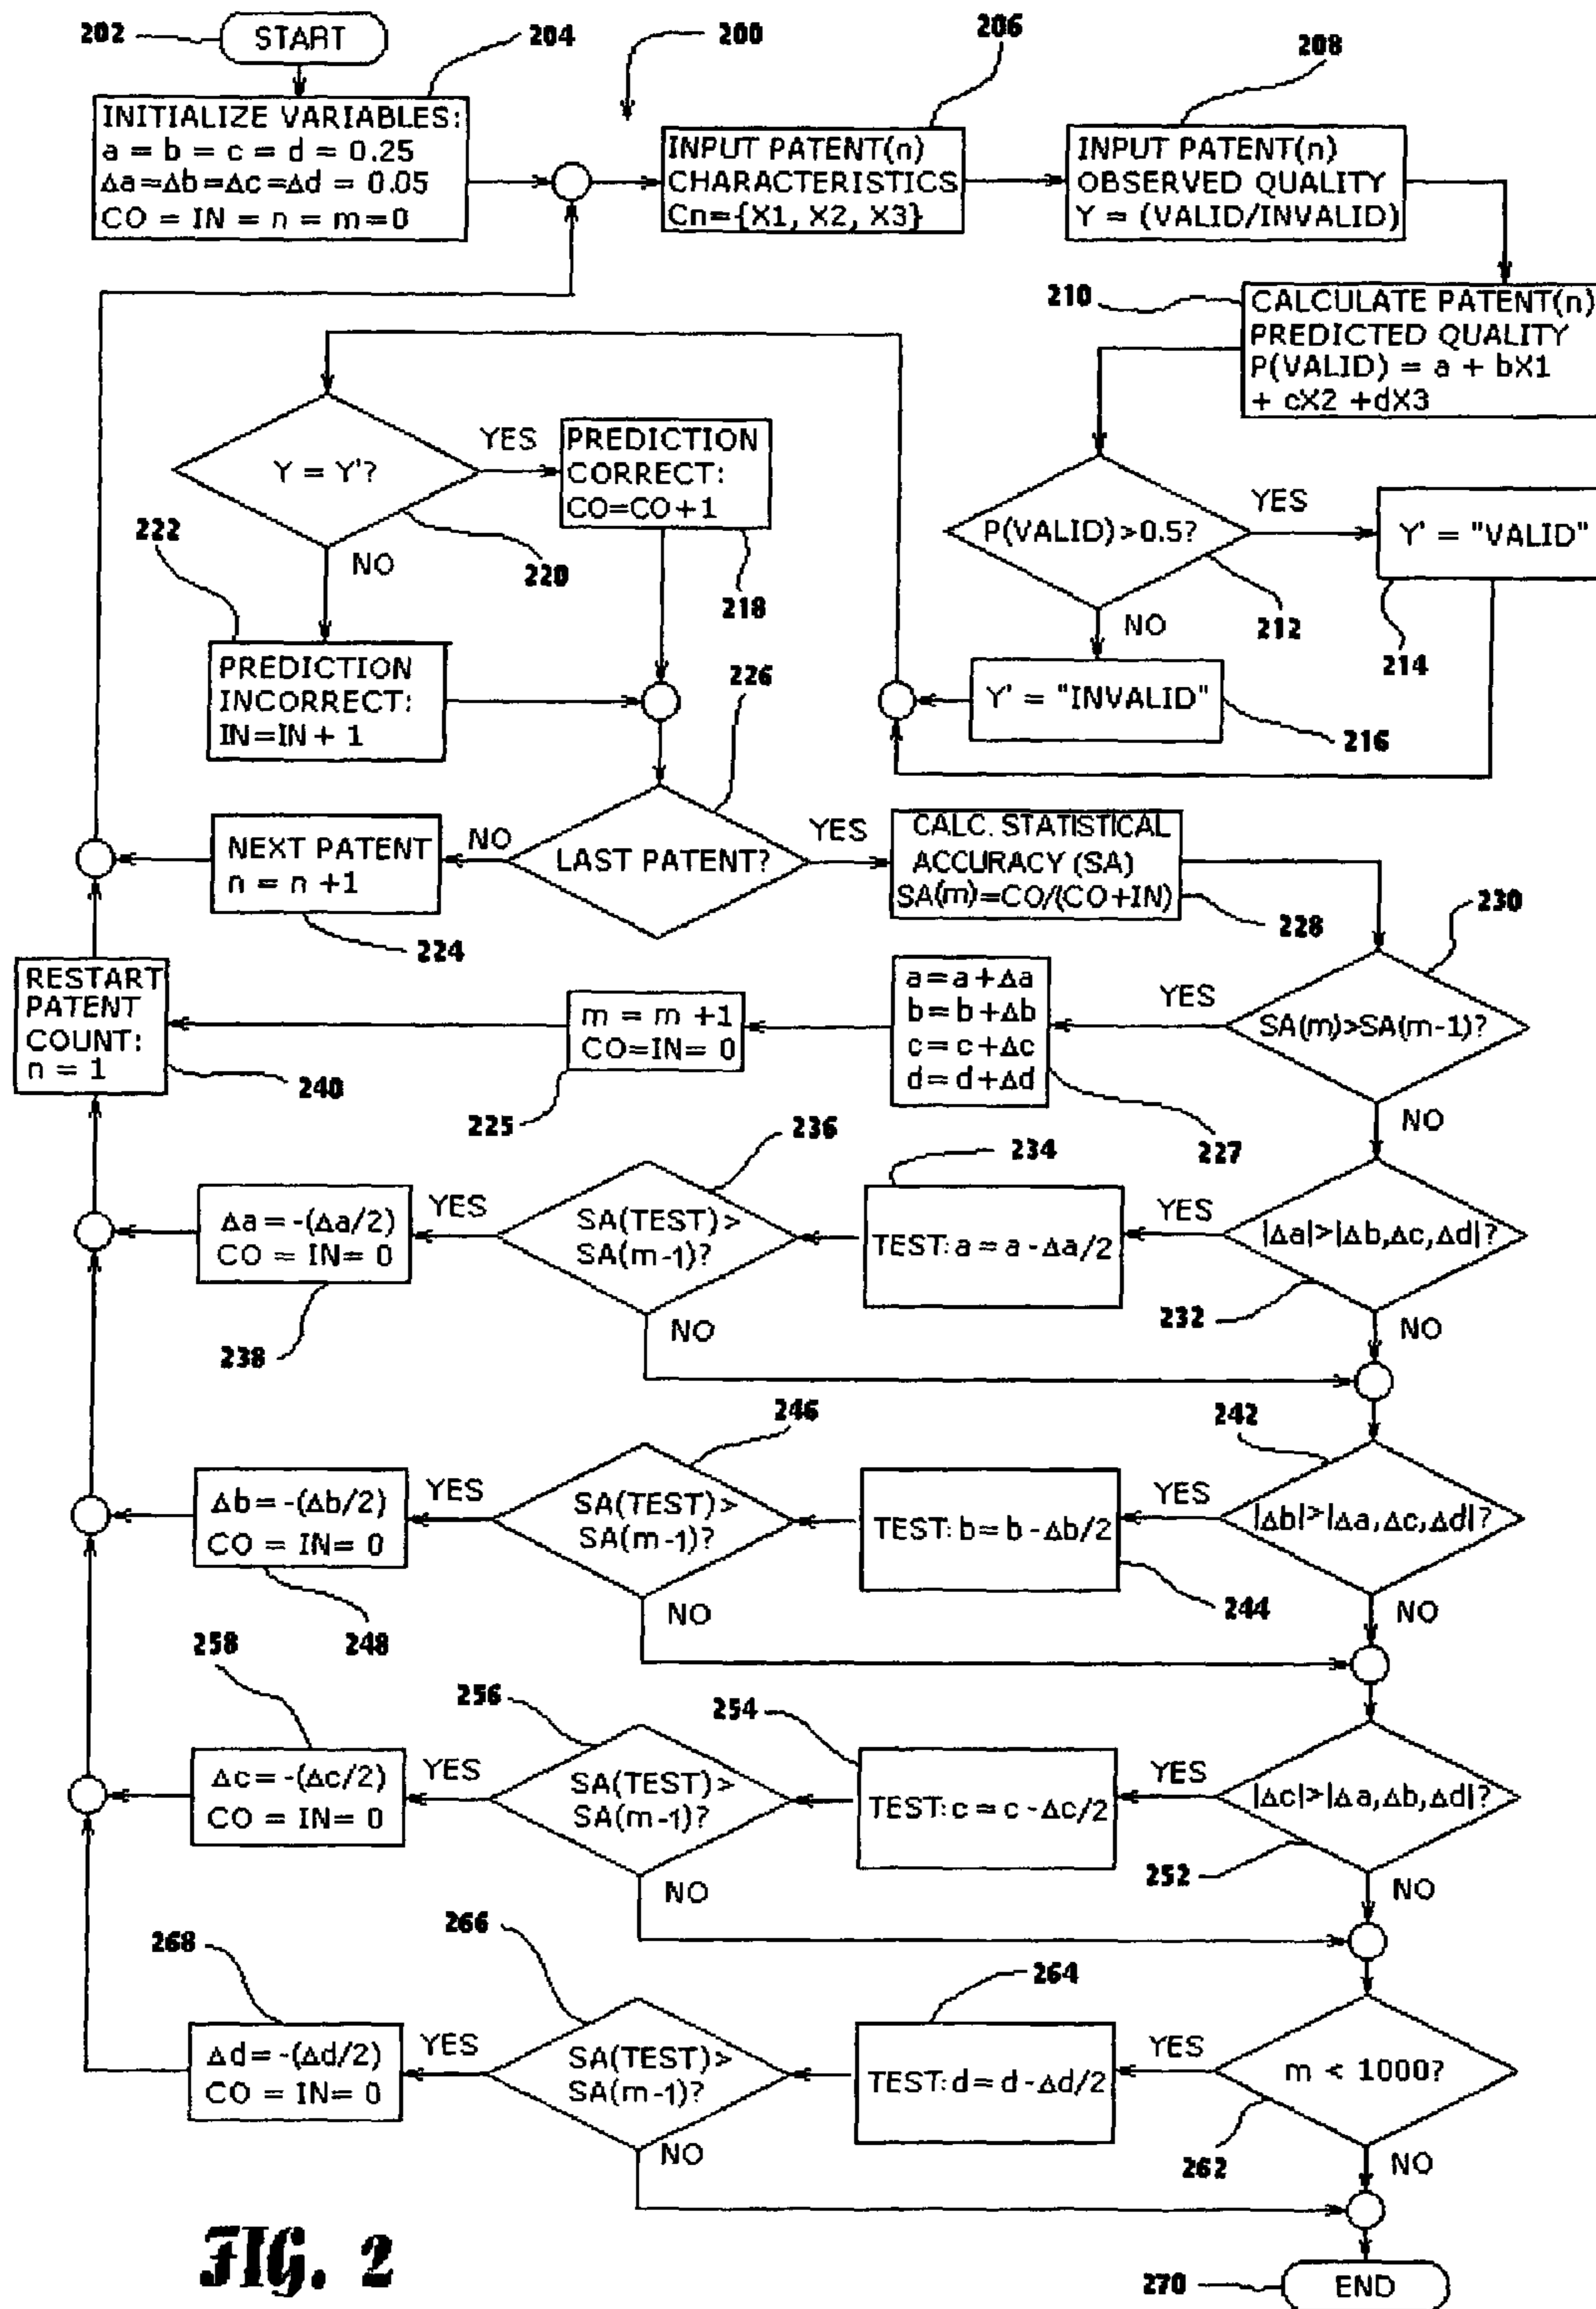 202
START
204
200
206
208
INITIALIZE VARIABLES:
a = b = c = d = 0.25
Δa=Δb=Δc=Δd = 0.05
CO = IN = n = m=0
INPUT PATENT(n)
CHARACTERISTICS
Cn={X1, X2, X3}
INPUT PATENT(n)
OBSERVED QUALITY
Y = (VALID/INVALID)
210
CALCULATE PATENT(n)
PREDICTED QUALITY
P(VALID) = a + bX1
+ cX2 +dX3
Y = Y'?
YES
PREDICTION
CORRECT:
CO=CO+1
P(VALID)>0.5?
YES
Y' = "VALID"
222
NO
220
218
NO
212
214
PREDICTION
INCORRECT:
IN=IN + 1
226
Y' = "INVALID"
216
NEXT PATENT
n = n +1
NO
LAST PATENT?
YES
CALC. STATISTICAL
ACCURACY (SA)
SA(m)=CO/(CO+IN)
224
228
230
RESTART
PATENT
COUNT:
n = 1
240
m = m +1
CO=IN= 0
225
a=a+Δa
b=b+Δb
c=c+Δc
d=d+Δd
227
YES
SA(m)>SA(m-1)?
NO
236
234
Δa=-(Δa/2)
CO = IN= 0
YES
SA(TEST)>
SA(m-1)?
TEST: a = a - Δa/2
YES
|Δa|>|Δb,Δc,Δd|?
238
NO
232
NO
246
242
Δb=-(Δb/2)
CO = IN= 0
YES
SA(TEST)>
SA(m-1)?
TEST: b= b - Δb/2
YES
|Δb|>|Δa,Δc,Δd|?
248
NO
244
NO
258
256
254
Δc=-(Δc/2)
CO = IN= 0
YES
SA(TEST)>
SA(m-1)?
TEST: c = c - Δc/2
YES
|Δc|>|Δa,Δb,Δd|?
NO
252
NO
268
266
264
Δd=-(Δd/2)
CO = IN= 0
YES
SA(TEST)>
SA(m-1)?
TEST: d= d - Δd/2
YES
m < 1000?
NO
262
NO
FIG. 2
270
END